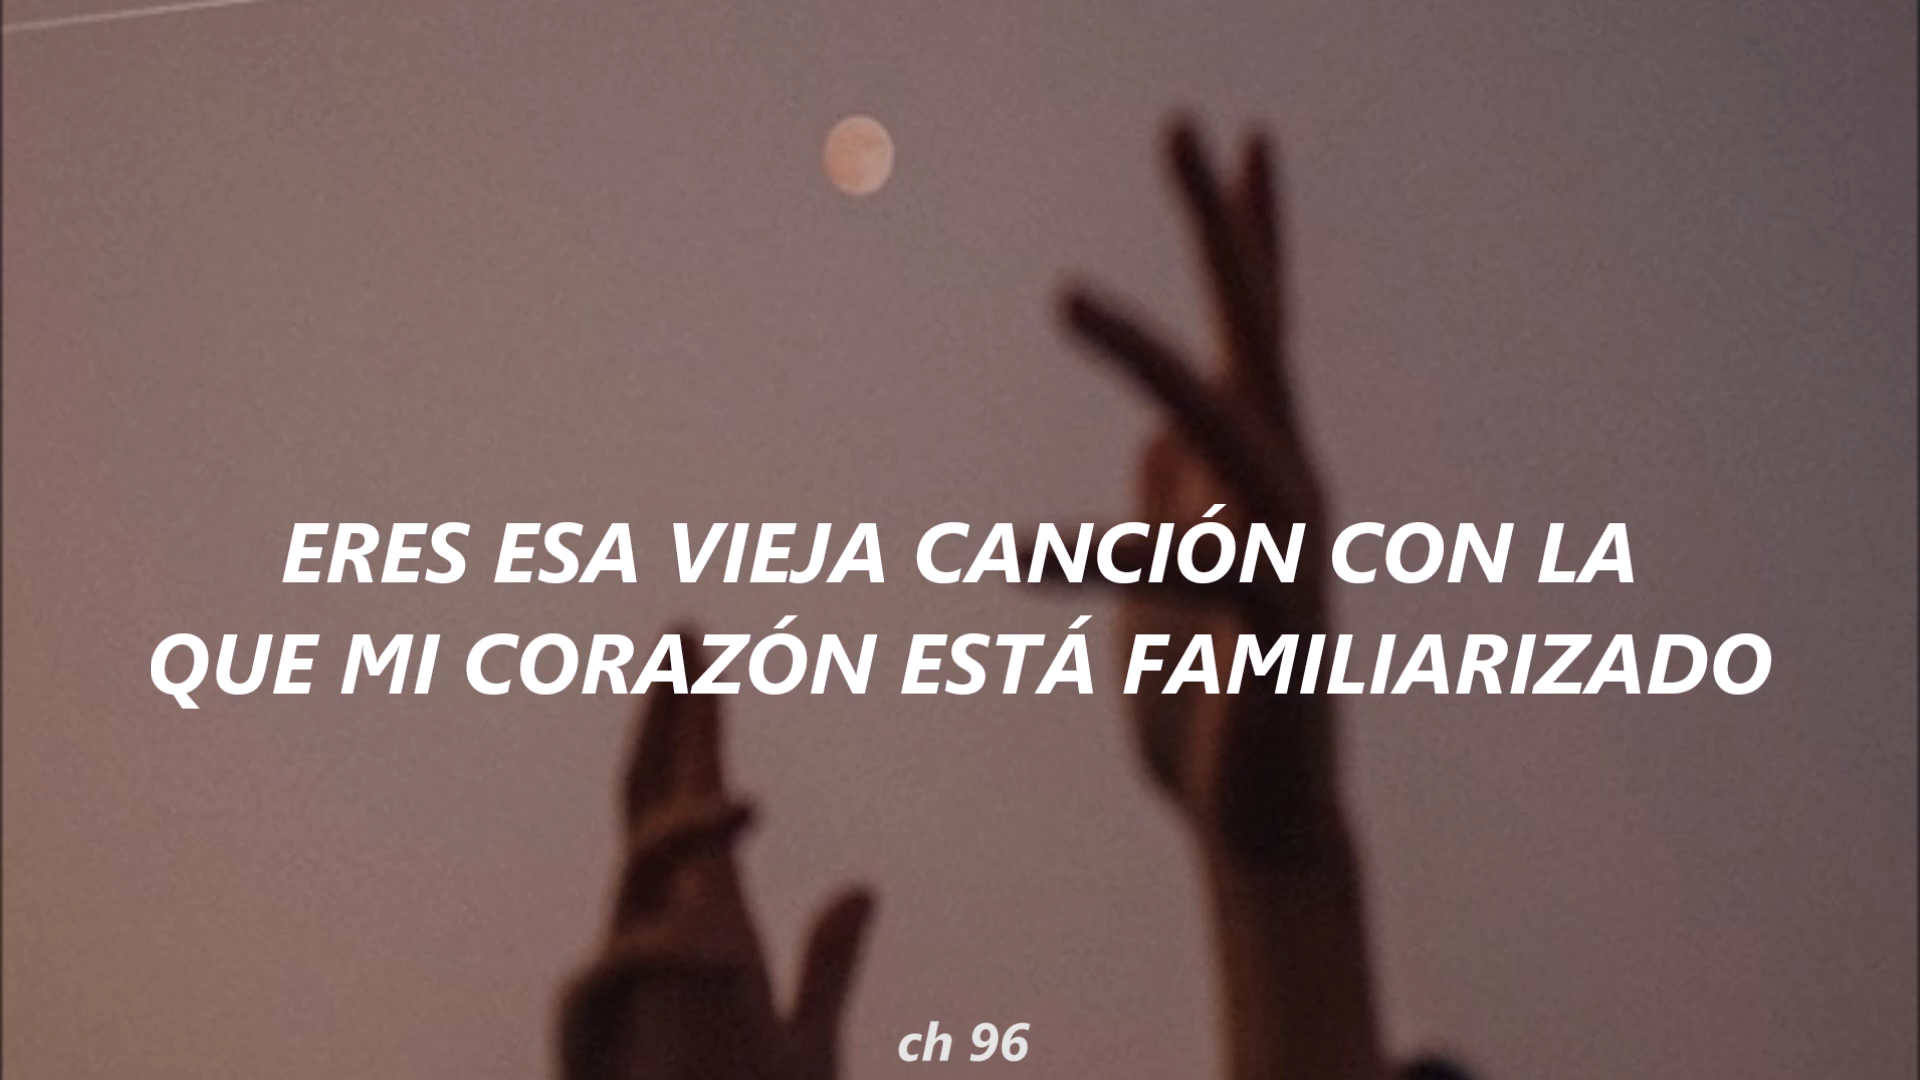 ERES ESA VIEJA CANCIÓN CON LA
QUE MI CORAZÓN ESTÁ FAMILIARIZADO
ch 96